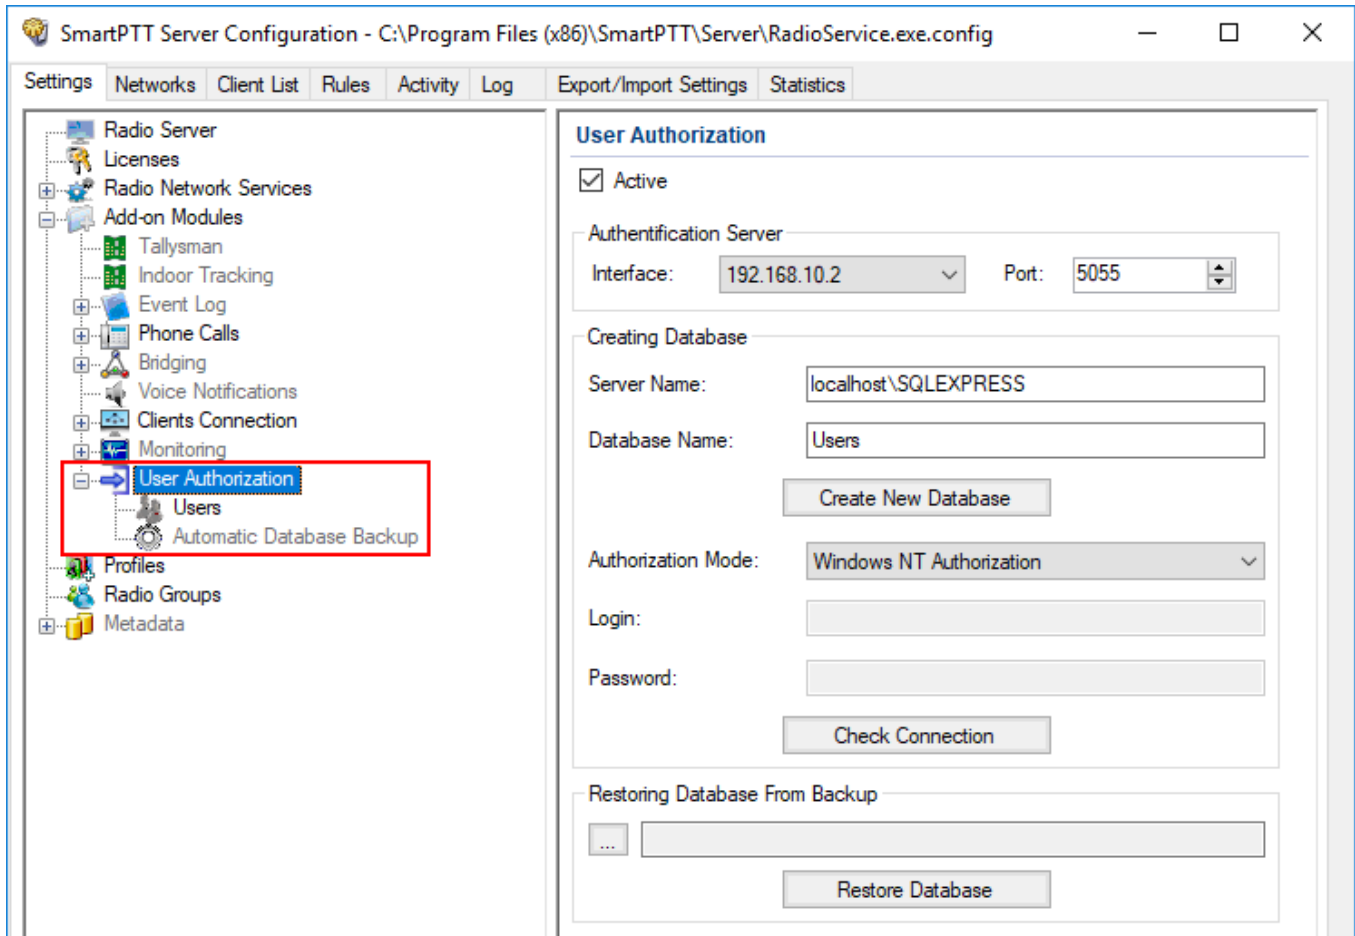 SmartPTT Server Configuration - C:\Program Files (x86)\SmartPTT\Server\RadioService.exe.config
Settings Networks Client List Rules Activity Log Export/Import Settings Statistics
Radio Server
Licenses
Radio Network Services
Add-on Modules
Tallysman
Indoor Tracking
Event Log
Phone Calls
Bridging
Voice Notifications
Clients Connection
Monitoring
User Authorization
Users
Automatic Database Backup
Profiles
Radio Groups
Metadata
User Authorization
Active
Authentification Server
Interface: 192.168.10.2 Port: 5055
Creating Database
Server Name: localhost\SQLEXPRESS
Database Name: Users
Create New Database
Authorization Mode: Windows NT Authorization
Login:
Password:
Check Connection
Restoring Database From Backup
...
Restore Database